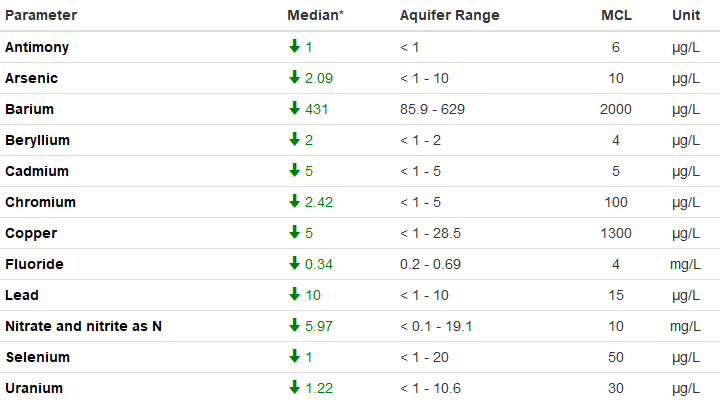 Parameter Median* Aquifer Range MCL Unit
Antimony 1 < 1 6 µg/L
Arsenic 2.09 < 1 - 10 10 µg/L
Barium 431 85.9 - 629 2000 µg/L
Beryllium 2 < 1 - 2 4 µg/L
Cadmium 5 < 1 - 5 5 µg/L
Chromium 2.42 < 1 - 5 100 µg/L
Copper 5 < 1 - 28.5 1300 µg/L
Fluoride 0.34 0.2 - 0.69 4 mg/L
Lead 10 < 1 - 10 15 µg/L
Nitrate and nitrite as N 5.97 < 0.1 - 19.1 10 mg/L
Selenium 1 < 1 - 20 50 µg/L
Uranium 1.22 < 1 - 10.6 30 µg/L